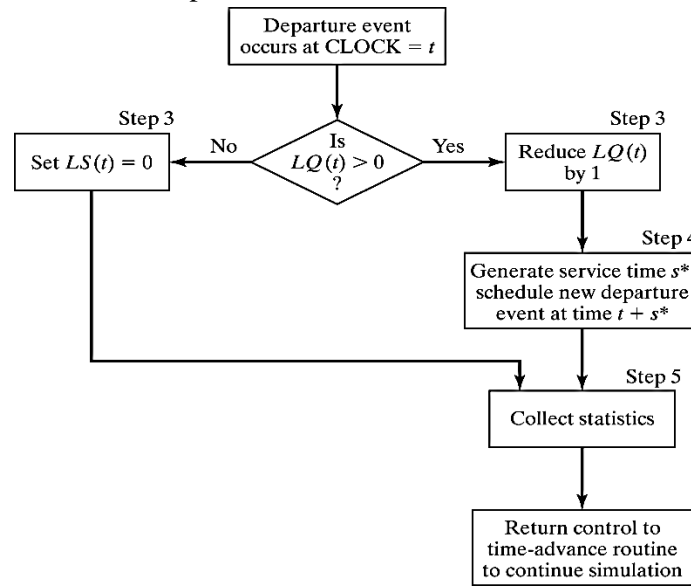 Departure event
occurs at CLOCK = t
Step 3
Set LS(t) = 0
No
Is
LQ(t) > 0
?
Yes
Step 3
Reduce LQ(t)
by 1
Step 4
Generate service time s*
schedule new departure
event at time t + s*
Step 5
Collect statistics
Return control to
time-advance routine
to continue simulation